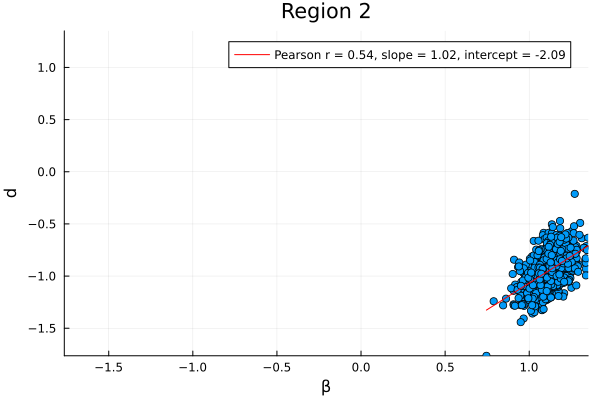 Region 2
Pearson r = 0.54, slope = 1.02, intercept = -2.09
1.0
0.5
0.0
−0.5
−1.0
−1.5
d
−1.5 −1.0 −0.5 0.0 0.5 1.0
β